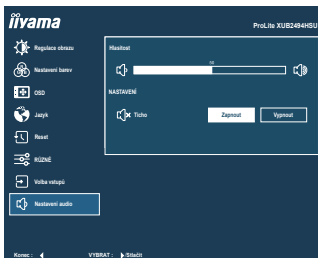 iiyama
ProLite XUB2494HSU
Regulace obrazu
Nastavení barev
OSD
Jazyk
Reset
RŮZNÉ
Volba vstupů
Nastavení audio
Hlasitost
50
NASTAVENÍ
Ticho
Zapnout
Vypnout
Konec :
VYBRAT : /Stlačit